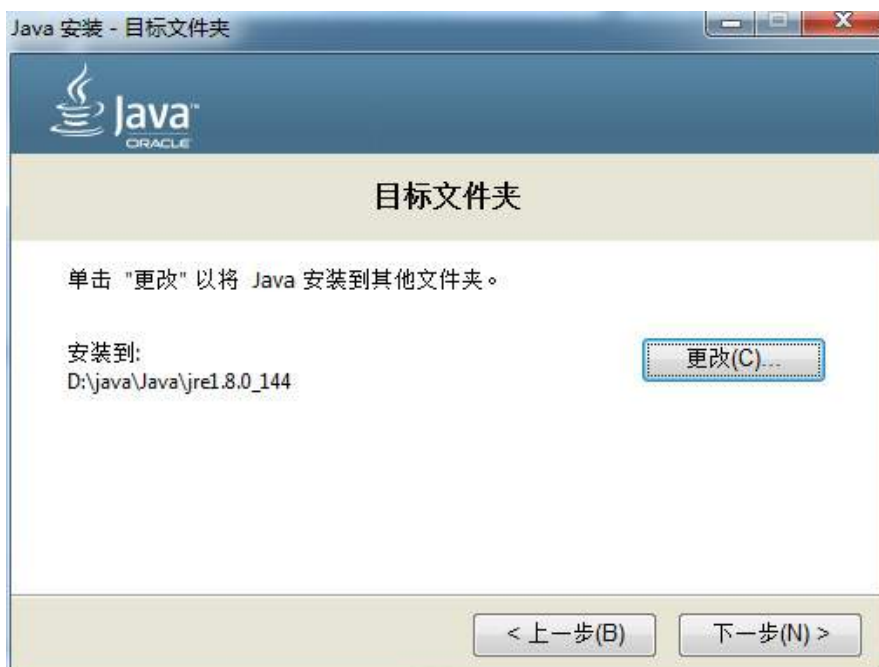 Java 安装 - 目标文件夹
Java™
ORACLE
目标文件夹
单击 "更改" 以将 Java 安装到其他文件夹。
安装到:
更改(C)...
D:\java\Java\jre1.8.0_144
< 上一步(B)
下一步(N) >